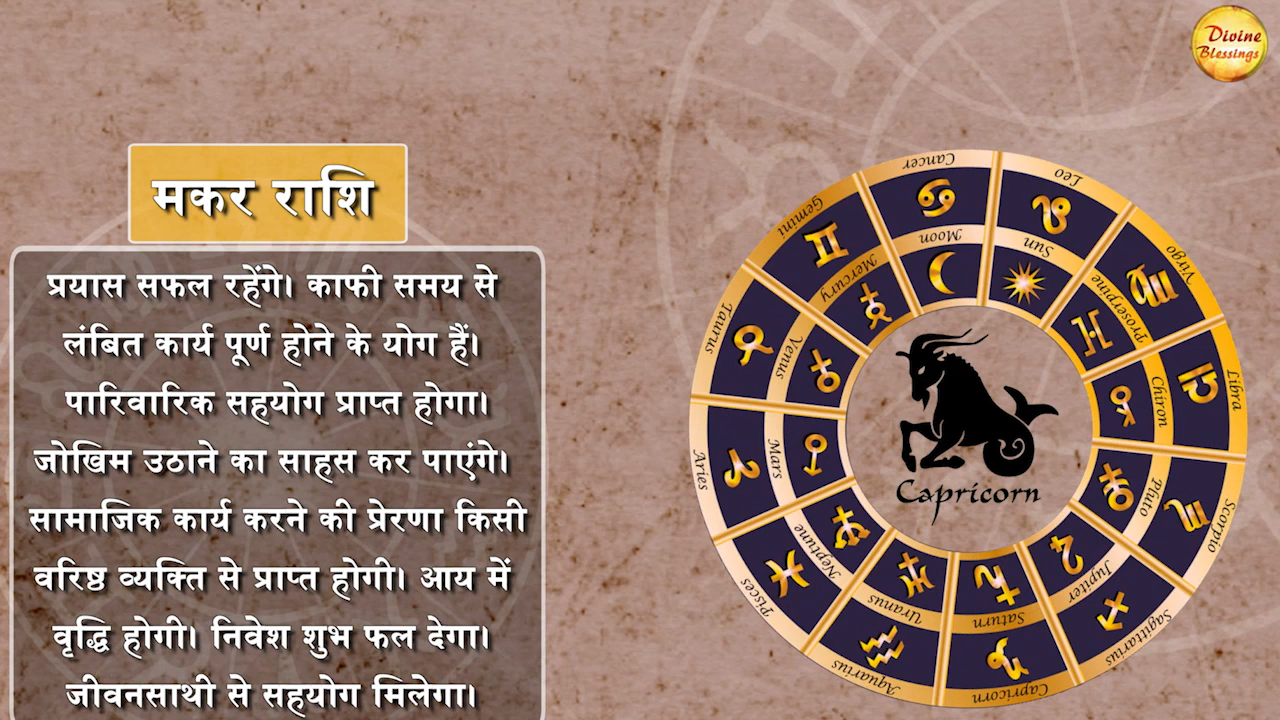 Divine
Blessings
मकर राशि
प्रयास सफल रहेंगे। काफी समय से
लंबित कार्य पूर्ण होने के योग हैं।
पारिवारिक सहयोग प्राप्त होगा।
जोखिम उठाने का साहस कर पाएंगे।
सामाजिक कार्य करने की प्रेरणा किसी
वरिष्ठ व्यक्ति से प्राप्त होगी। आय में
वृद्धि होगी। निवेश शुभ फल देगा।
जीवनसाथी से सहयोग मिलेगा।
Cancer
Leo
Virgo
Libra
Scorpio
Sagittarius
Capricorn
Aquarius
Pisces
Aries
Taurus
Gemini
Moon
Sun
Proserpine
Chiron
Pluto
Jupiter
Saturn
Uranus
Neptune
Mars
Venus
Mercury
Capricorn